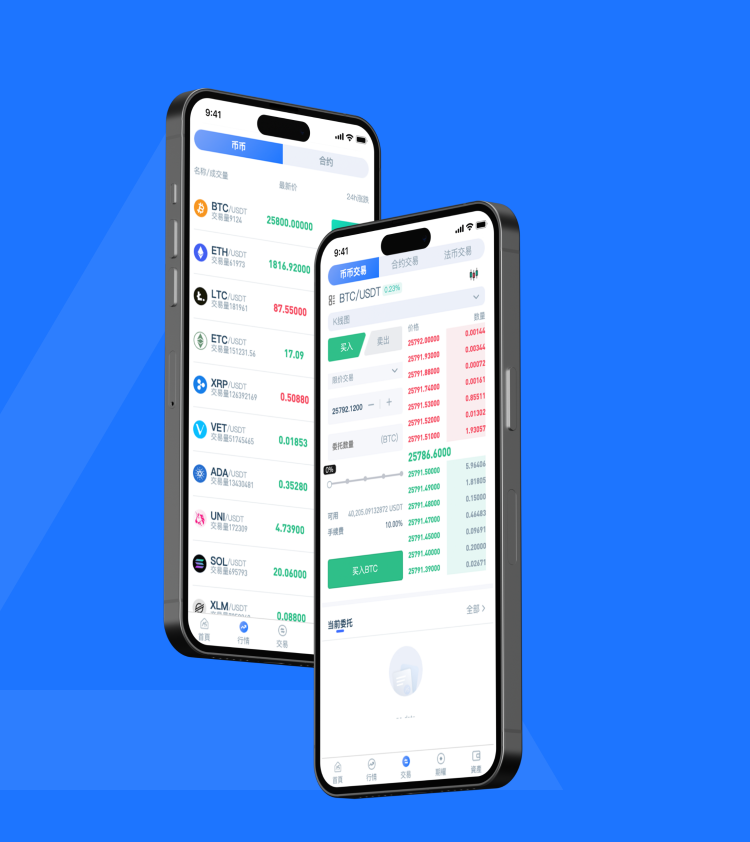 9:41
币币
合约
名称/成交量
最新价
24h涨跌
BTC/USDT
交易量9124
25800.00000
ETH/USDT
交易量61973
1816.92000
LTC/USDT
交易量181961
87.55000
ETC/USDT
交易量151231.56
17.09
XRP/USDT
交易量126392169
0.50880
VET/USDT
交易量51745465
0.01853
ADA/USDT
交易量13430481
0.35280
UNI/USDT
交易量172309
4.73900
SOL/USDT
交易量695793
20.06000
XLM/USDT
0.08800
首頁
行情
交易
9:41
币币交易
合约交易
法币交易
BTC/USDT
0.23%
K线图
买入
卖出
限价交易
25792.1200
委托数量
(BTC)
0%
可用
40,205.09132872 USDT
手续费
10.00%
买入BTC
价格
数量
25792.00000 0.00144
25791.93000 0.00344
25791.88000 0.00072
25791.74000 0.00161
25791.53000 0.85511
25791.52000 0.01302
25791.51000 1.93057
25786.6000
25791.50000 5.96406
25791.49000 1.81805
25791.48000 0.15000
25791.47000 0.46483
25791.45000 0.09691
25791.40000 0.20000
25791.39000 0.02671
当前委托
全部
首頁
行情
交易
期權
資產